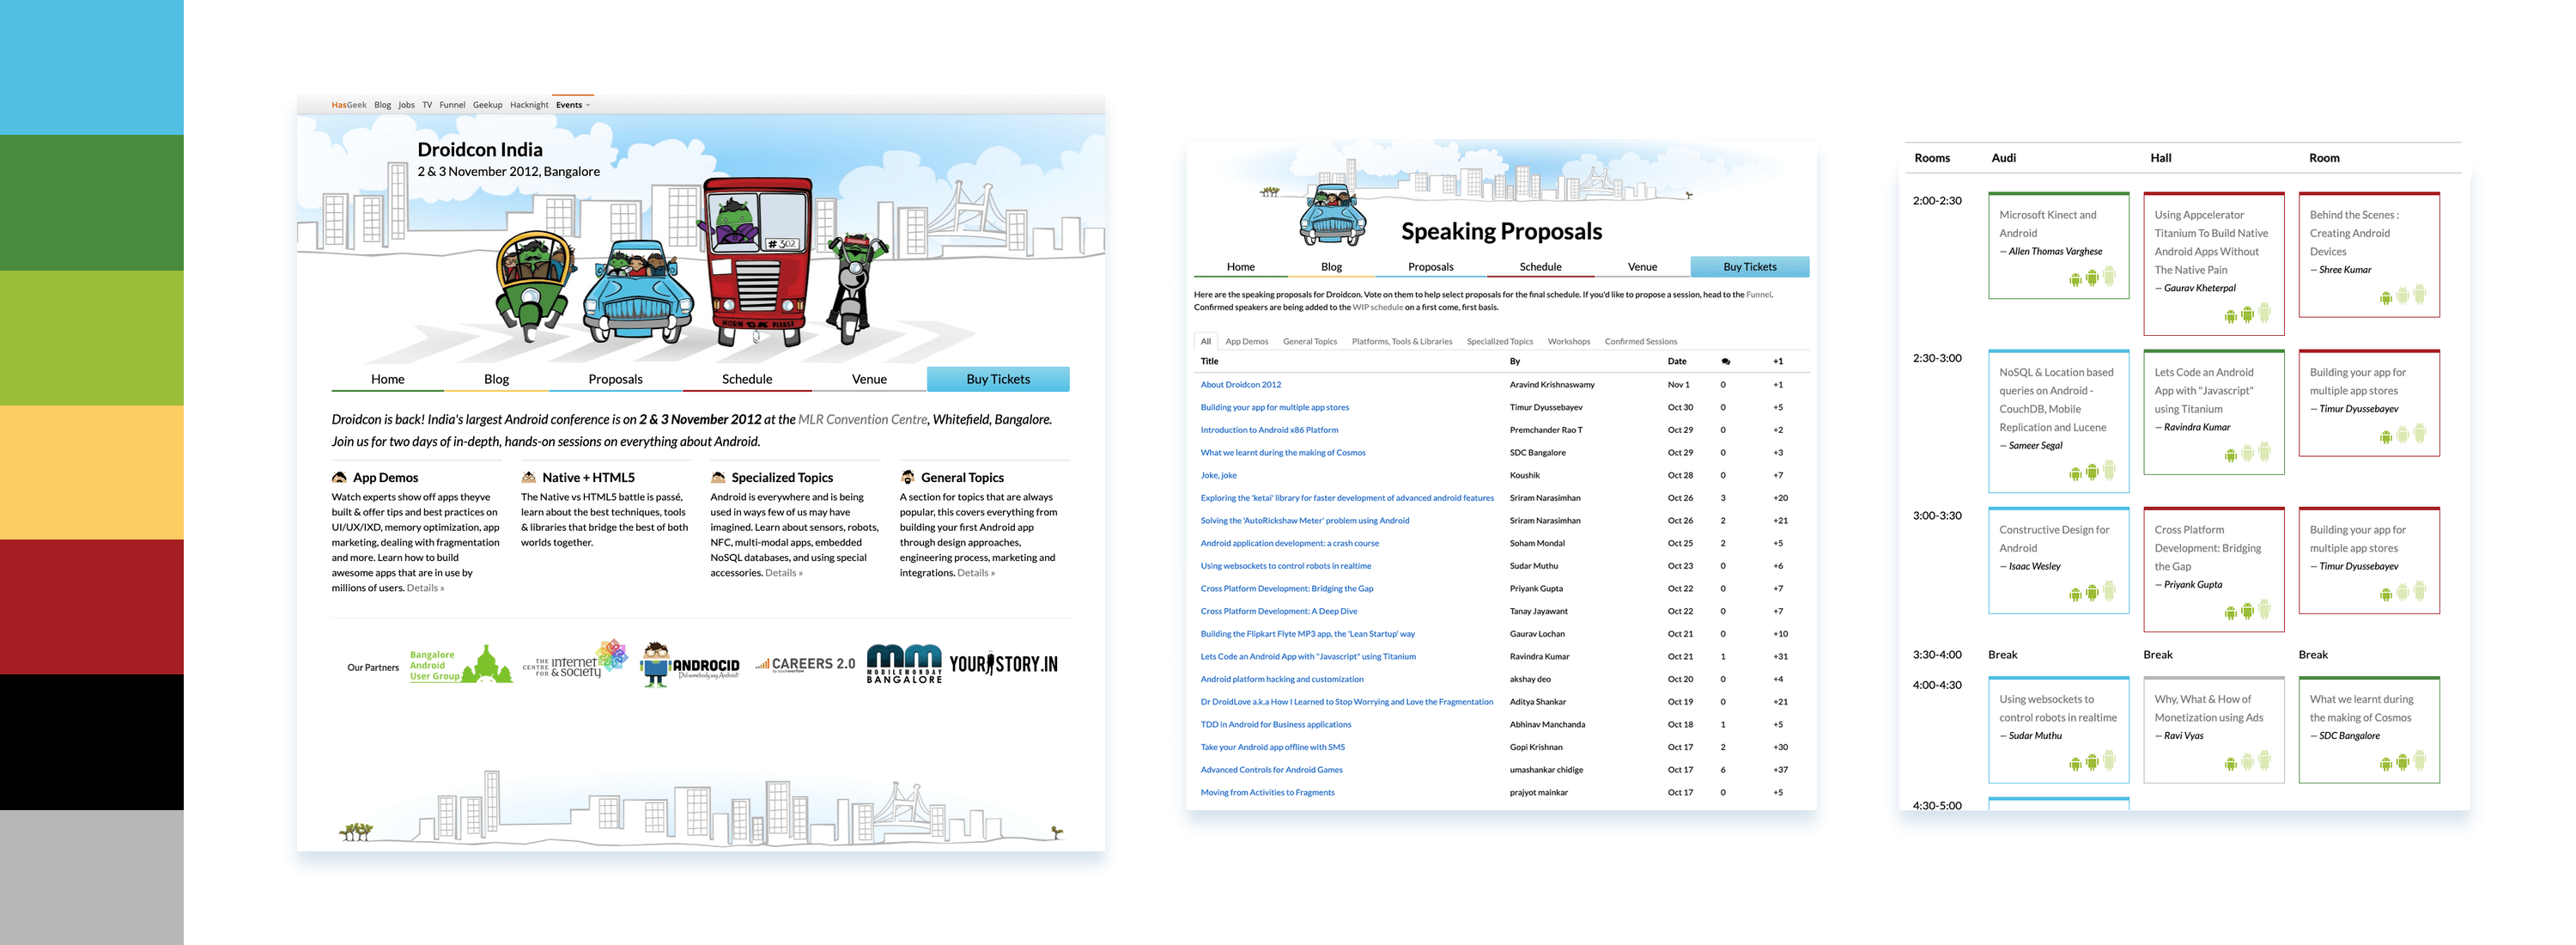 HasGeek Blog Jobs TV Funnel Geekup Hacknight Events
Droidcon India
2 & 3 November 2012, Bangalore
# 302
HORN OK PLEASE
Home Blog Proposals Schedule Venue Buy Tickets
Droidcon is back! India's largest Android conference is on 2 & 3 November 2012 at the MLR Convention Centre, Whitefield, Bangalore.
Join us for two days of in-depth, hands-on sessions on everything about Android.
App Demos
Watch experts show off apps theyve
built & offer tips and best practices on
UI/UX/IXD, memory optimization, app
marketing, dealing with fragmentation
and more. Learn how to build
awesome apps that are in use by
millions of users. Details »
Native + HTML5
The Native vs HTML5 battle is passé,
learn about the best techniques, tools
& libraries that bridge the best of both
worlds together.
Specialized Topics
Android is everywhere and is being
used in ways few of us may have
imagined. Learn about sensors, robots,
NFC, multi-modal apps, embedded
NoSQL databases, and using special
accessories. Details »
General Topics
A section for topics that are always
popular, this covers everything from
building your first Android app
through design approaches,
engineering process, marketing and
integrations. Details »
Our Partners
Bangalore
Android
User Group
THE CENTRE FOR internet & society
ANDROCID
Did somebody say Android?
CAREERS 2.0
by stackoverflow
MOBILEMONDAY
BANGALORE
YOURSTORY.IN
Speaking Proposals
Home Blog Proposals Schedule Venue Buy Tickets
Here are the speaking proposals for Droidcon. Vote on them to help select proposals for the final schedule. If you'd like to propose a session, head to the Funnel.
Confirmed speakers are being added to the WIP schedule on a first come, first basis.
All App Demos General Topics Platforms, Tools & Libraries Specialized Topics Workshops Confirmed Sessions
Title By Date +1
About Droidcon 2012 Aravind Krishnaswamy Nov 1 0 +1
Building your app for multiple app stores Timur Dyussebayev Oct 30 0 +5
Introduction to Android x86 Platform Premchander Rao T Oct 29 0 +2
What we learnt during the making of Cosmos SDC Bangalore Oct 29 0 +3
Joke, joke Koushik Oct 28 0 +7
Exploring the 'ketai' library for faster development of advanced android features Sriram Narasimhan Oct 26 3 +20
Solving the 'AutoRickshaw Meter' problem using Android Sriram Narasimhan Oct 26 2 +21
Android application development: a crash course Soham Mondal Oct 25 2 +5
Using websockets to control robots in realtime Sudar Muthu Oct 23 0 +6
Cross Platform Development: Bridging the Gap Priyank Gupta Oct 22 0 +7
Cross Platform Development: A Deep Dive Tanay Jayawant Oct 22 0 +7
Building the Flipkart Flyte MP3 app, the 'Lean Startup' way Gaurav Lochan Oct 21 0 +10
Lets Code an Android App with "Javascript" using Titanium Ravindra Kumar Oct 21 1 +31
Android platform hacking and customization akshay deo Oct 20 0 +4
Dr DroidLove a.k.a How I Learned to Stop Worrying and Love the Fragmentation Aditya Shankar Oct 19 0 +21
TDD in Android for Business applications Abhinav Manchanda Oct 18 1 +5
Take your Android app offline with SMS Gopi Krishnan Oct 17 2 +30
Advanced Controls for Android Games umashankar chidige Oct 17 6 +37
Moving from Activities to Fragments prajyot mainkar Oct 17 0 +5
Rooms Audi Hall Room
2:00-2:30
Microsoft Kinect and
Android
— Allen Thomas Varghese
Using Appcelerator
Titanium To Build Native
Android Apps Without
The Native Pain
— Gaurav Kheterpal
Behind the Scenes :
Creating Android
Devices
— Shree Kumar
2:30-3:00
NoSQL & Location based
queries on Android -
CouchDB, Mobile
Replication and Lucene
— Sameer Segal
Lets Code an Android
App with "Javascript"
using Titanium
— Ravindra Kumar
Building your app for
multiple app stores
— Timur Dyussebayev
3:00-3:30
Constructive Design for
Android
— Isaac Wesley
Cross Platform
Development: Bridging
the Gap
— Priyank Gupta
Building your app for
multiple app stores
— Timur Dyussebayev
3:30-4:00 Break Break Break
4:00-4:30
Using websockets to
control robots in realtime
— Sudar Muthu
Why, What & How of
Monetization using Ads
— Ravi Vyas
What we learnt during
the making of Cosmos
— SDC Bangalore
4:30-5:00